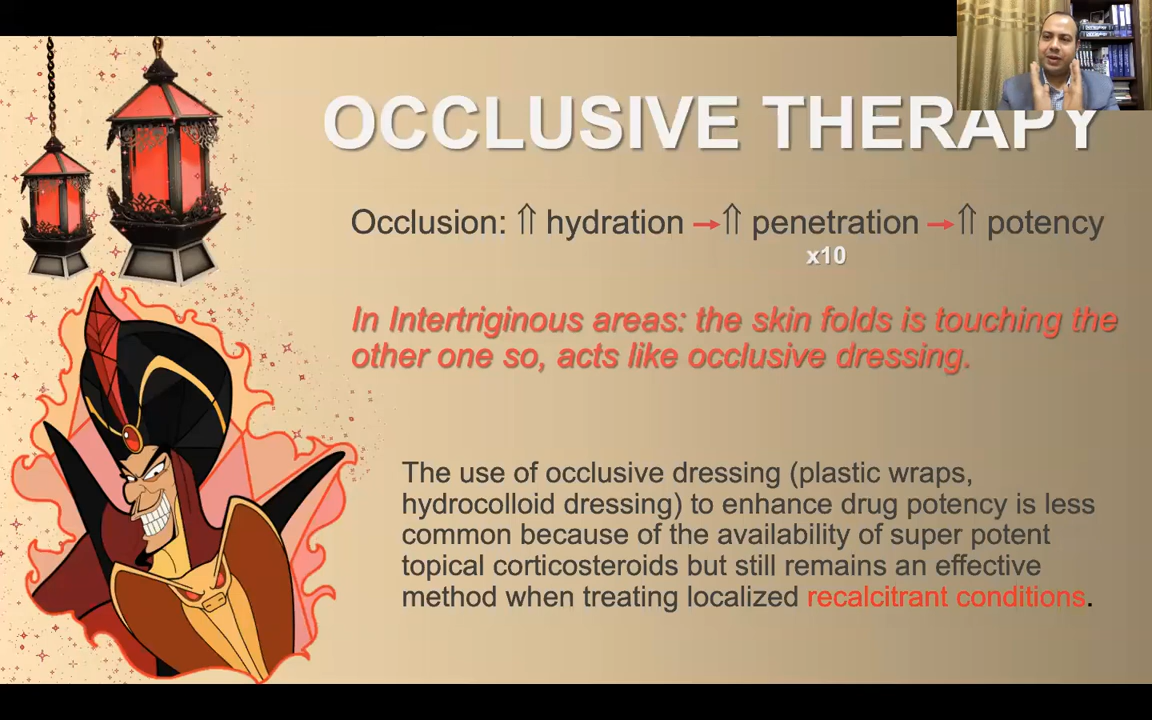 OCCLUSIVE THERAPY
Occlusion: ⇑ hydration → ⇑ penetration → ⇑ potency
x10
In Intertriginous areas: the skin folds is touching the
other one so, acts like occlusive dressing.
The use of occlusive dressing (plastic wraps,
hydrocolloid dressing) to enhance drug potency is less
common because of the availability of super potent
topical corticosteroids but still remains an effective
method when treating localized recalcitrant conditions.